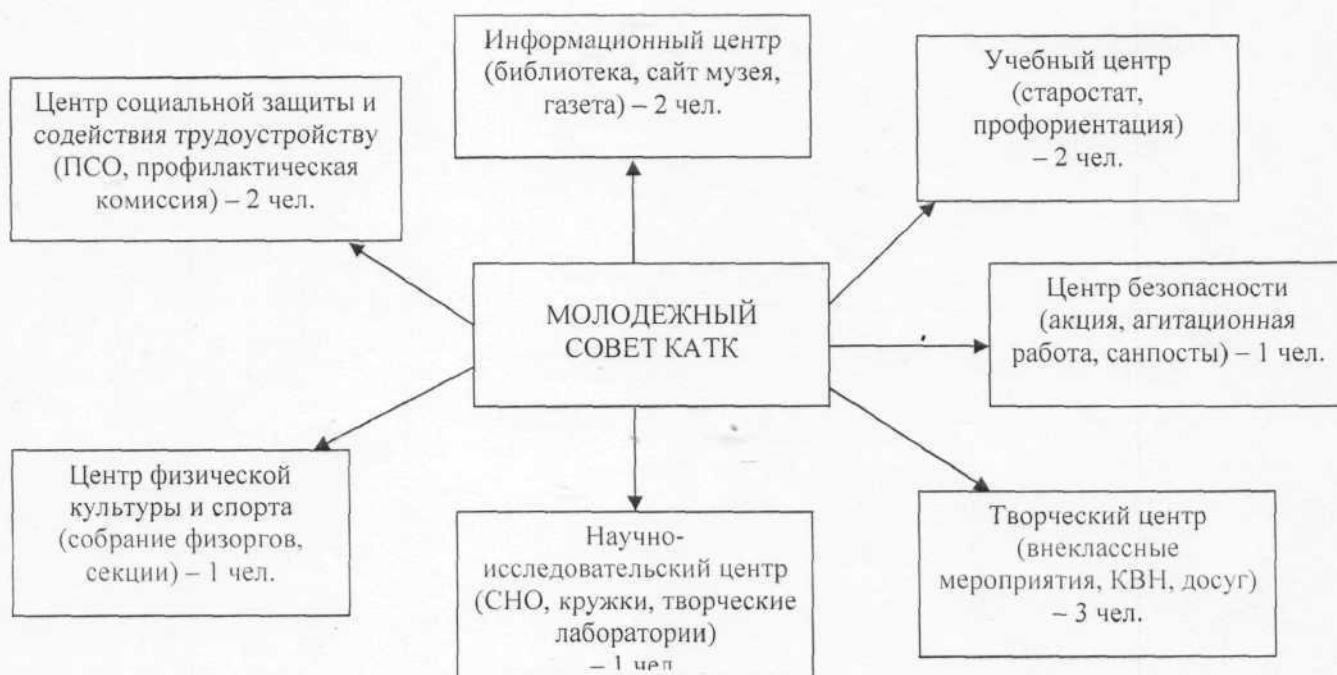 Информационный центр
(библиотека, сайт музея,
газета) – 2 чел.
Учебный центр
(старостат,
профориентация)
– 2 чел.
Центр социальной защиты и
содействия трудоустройству
(ПСО, профилактическая
комиссия) – 2 чел.
МОЛОДЕЖНЫЙ
СОВЕТ КАТК
Центр безопасности
(акция, агитационная
работа, санпосты) – 1 чел.
Центр физической
культуры и спорта
(собрание физоргов,
секции) – 1 чел.
Научно-
исследовательский центр
(СНО, кружки, творческие
лаборатории)
– 1 чел
Творческий центр
(внеклассные
мероприятия, КВН, досуг)
– 3 чел.